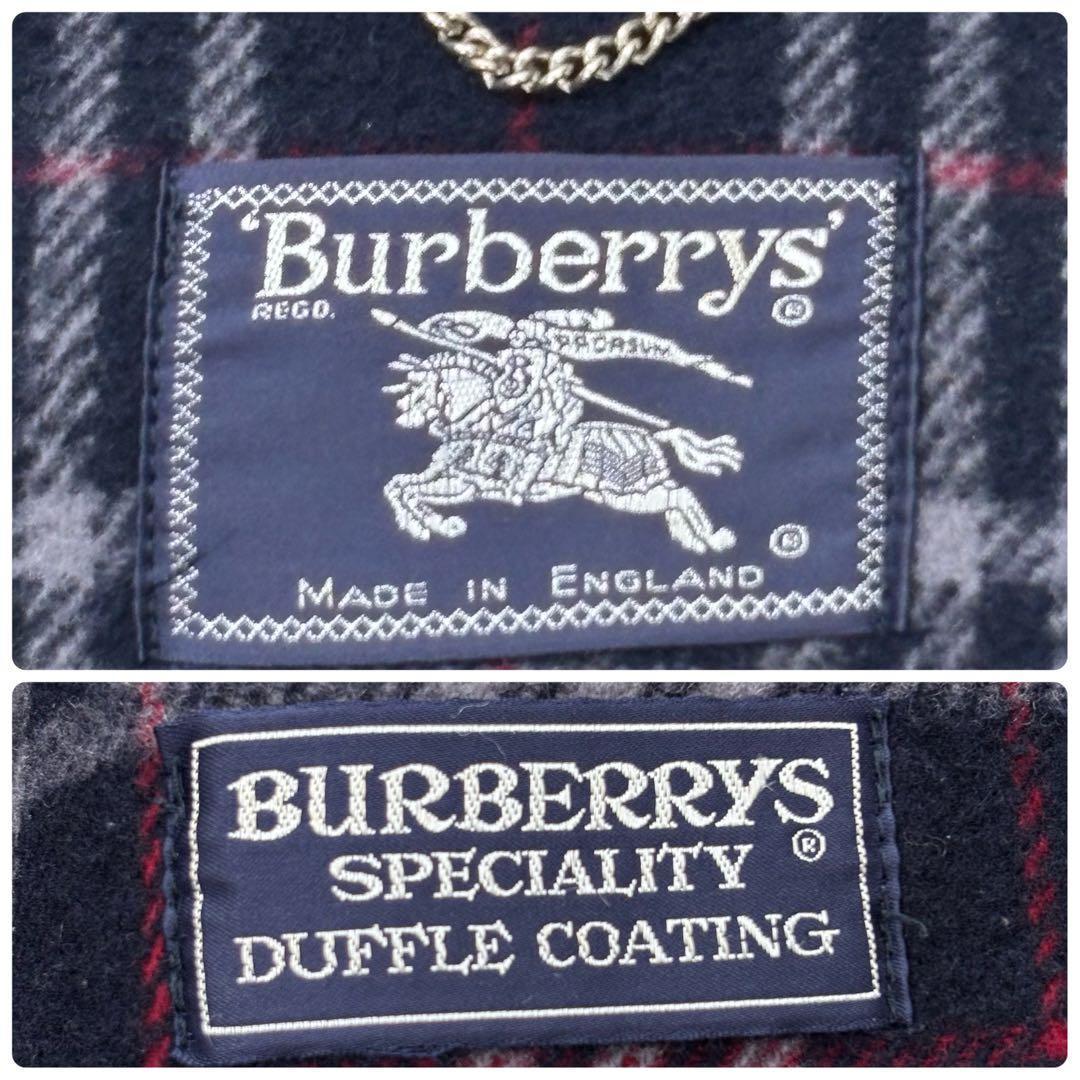 'Burberrys'
REGD. ®
PRORSUM
®
MADE IN ENGLAND
BURBERRYS
®
SPECIALITY
DUFFLE COATING